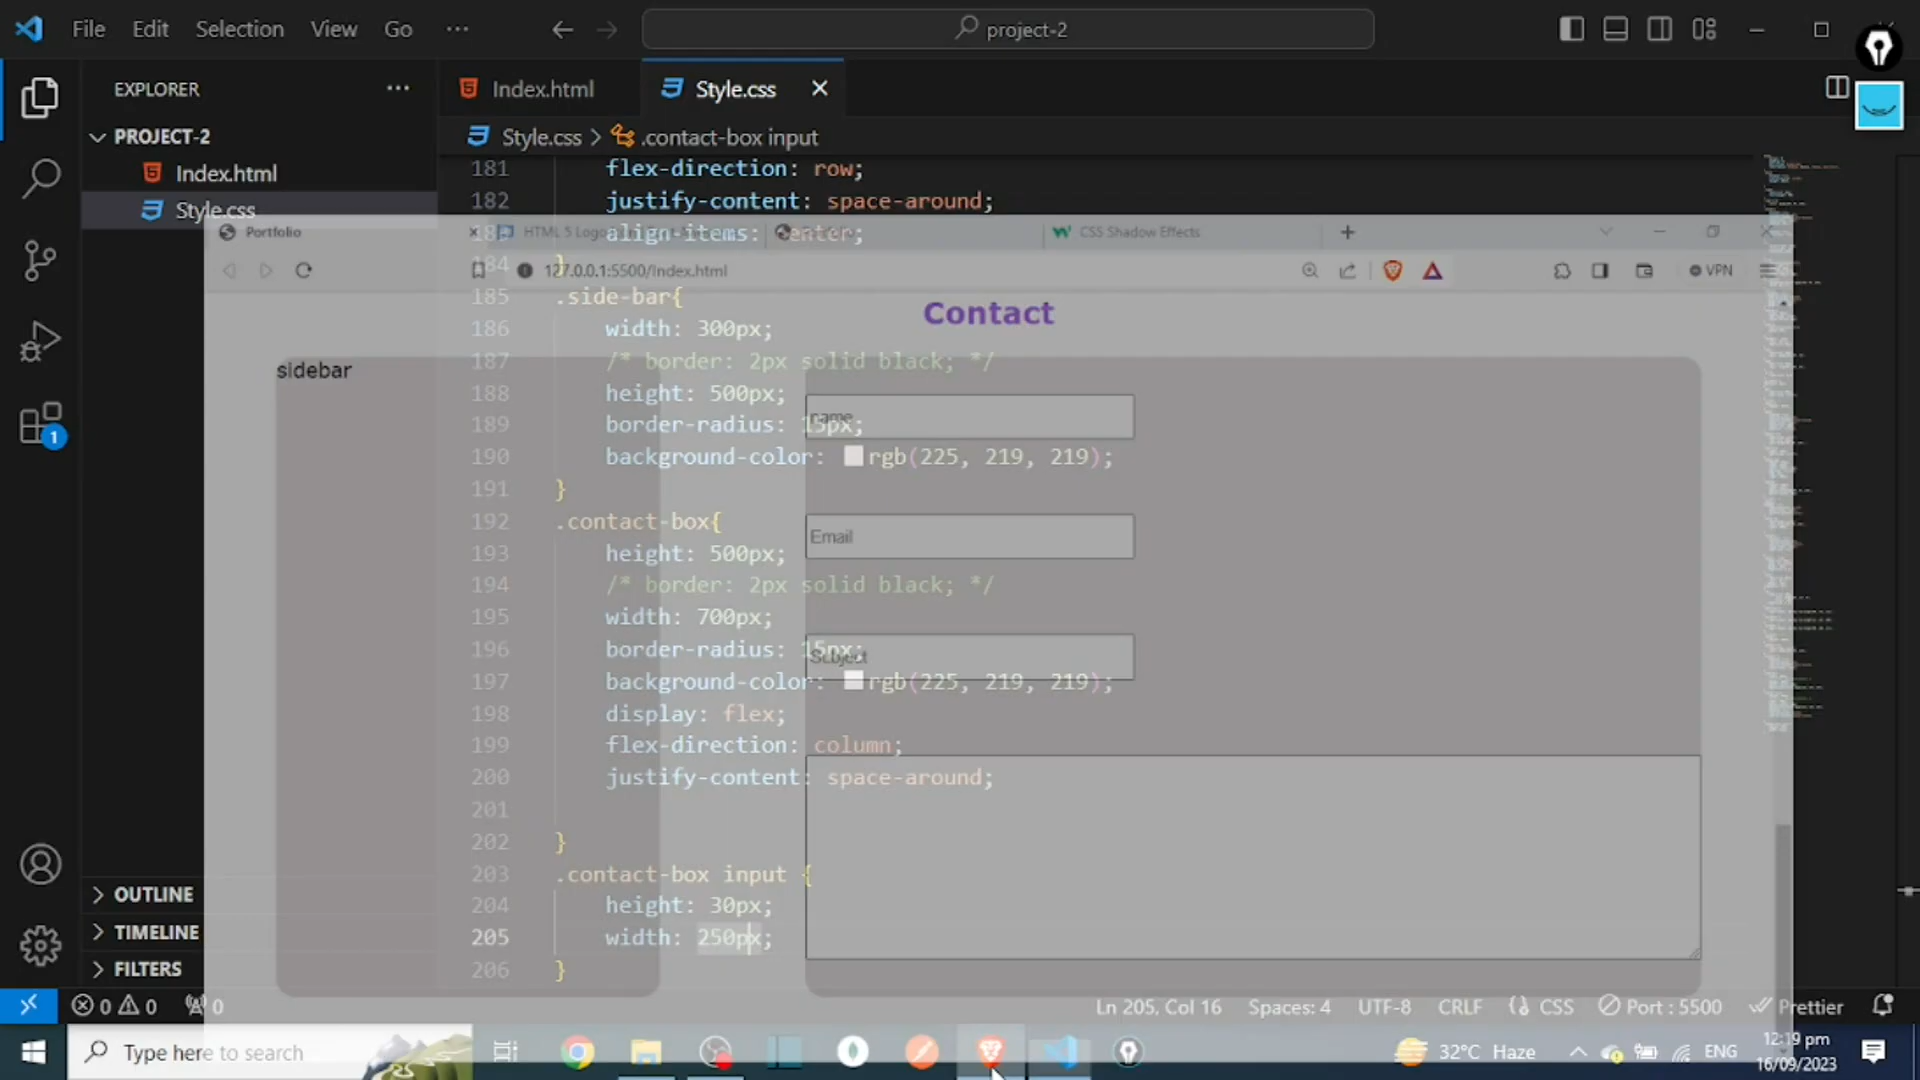 File Edit Selection View Go ··· project-2
EXPLORER ···
PROJECT-2
Index.html
Style.css
Index.html Style.css
Style.css > .contact-box input
181 flex-direction: row;
182 justify-content: space-around;
183 align-items: center;
184 }
185 .side-bar{
186 width: 300px;
187 /* border: 2px solid black; */
188 height: 500px;
189 border-radius: 15px;
190 background-color: rgb(225, 219, 219);
191 }
192 .contact-box{
193 height: 500px;
194 /* border: 2px solid black; */
195 width: 700px;
196 border-radius: 15px;
197 background-color: rgb(225, 219, 219);
198 display: flex;
199 flex-direction: column;
200 justify-content: space-around;
201
202 }
203 .contact-box input {
204 height: 30px;
205 width: 250px;
206 }
Portfolio HTML 5 Logo CSS Shadow Effects
127.0.0.1:5500/Index.html VPN
Contact
sidebar
name
Email
Subject
1
OUTLINE
TIMELINE
FILTERS
0 0 0 Ln 205, Col 16 Spaces: 4 UTF-8 CRLF CSS Port : 5500 Prettier
Type here to search 32°C Haze ENG 12:19 pm
16/09/2023